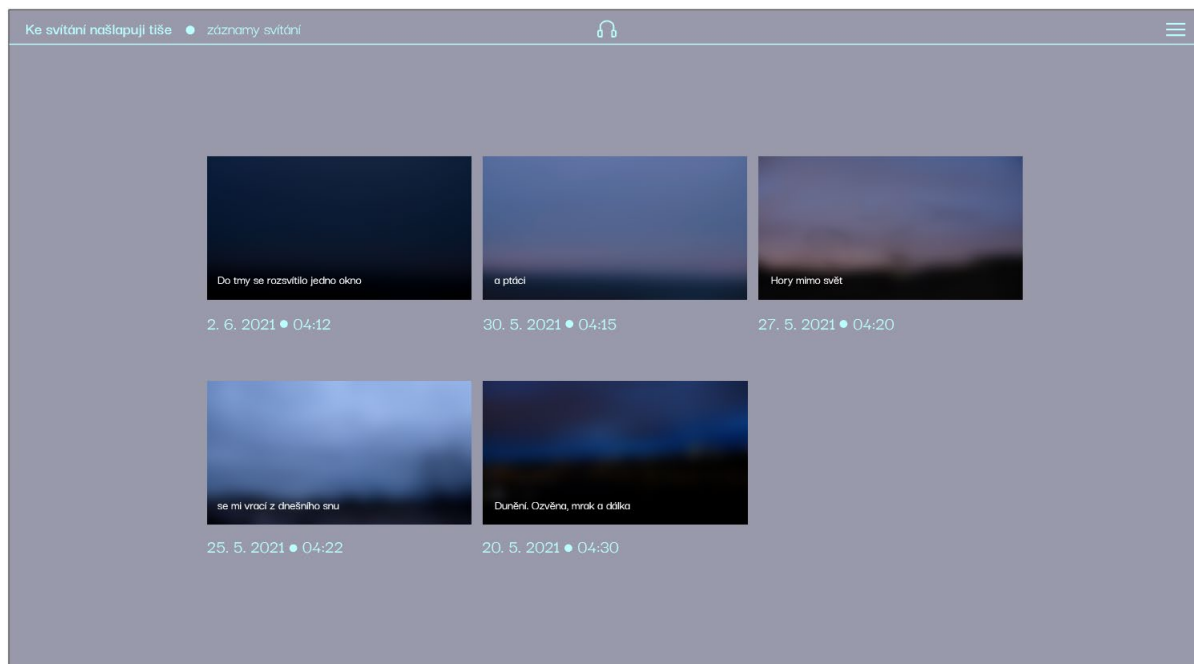 Ke svítání našlapuji tiše ● záznamy svítání
Do tmy se rozsvítilo jedno okno
a ptáci
Hory mimo svět
2. 6. 2021 ● 04:12
30. 5. 2021 ● 04:15
27. 5. 2021 ● 04:20
se mi vrací z dnešního snu
Dunění. Ozvěna, mrak a dálka
25. 5. 2021 ● 04:22
20. 5. 2021 ● 04:30